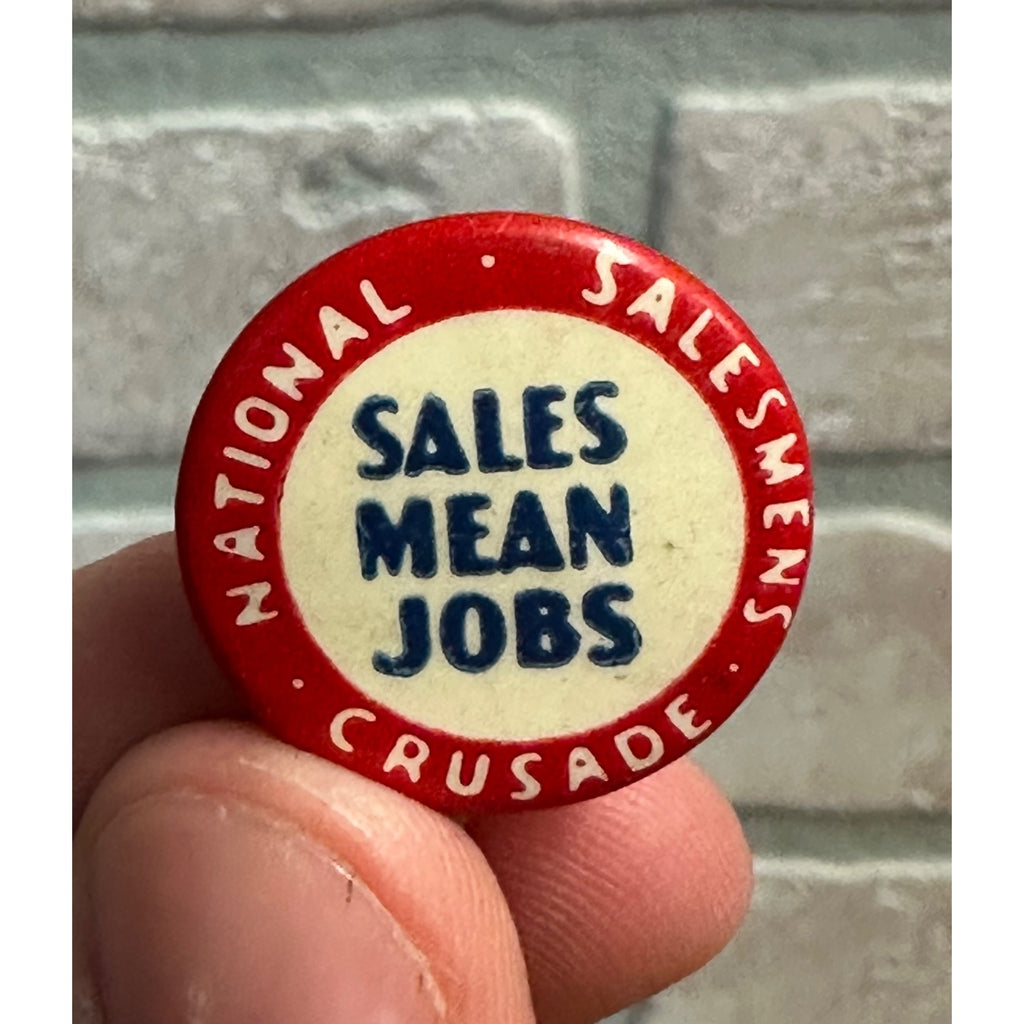 NATIONAL · SALESMENS · CRUSADE ·
SALES
MEAN
JOBS